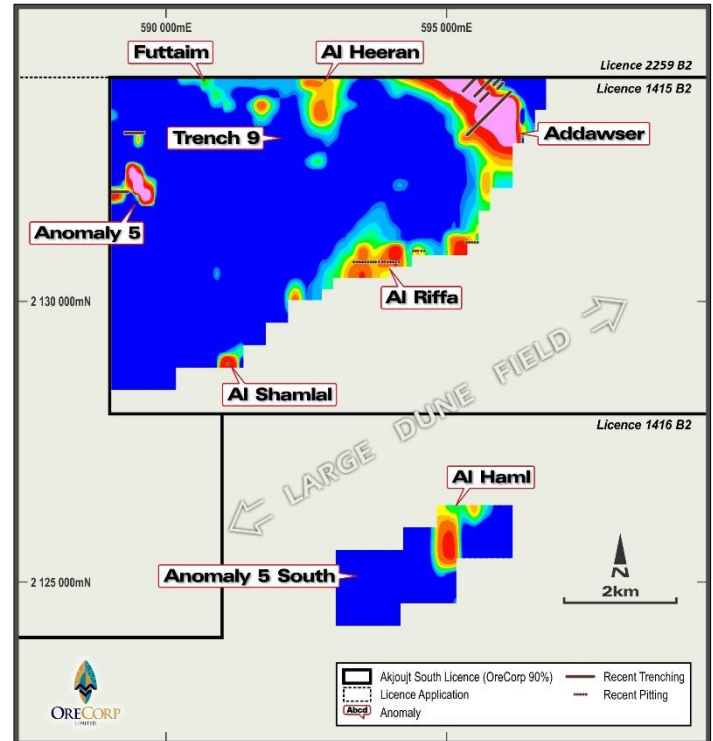 590 000mE
595 000mE
Futtaim
Al Heeran
Licence 2259 B2
Licence 1415 B2
Trench 9
Addawser
Anomaly 5
2 130 000mN
Al Riffa
LARGE DUNE FIELD
Al Shamlal
Licence 1416 B2
Al Haml
Anomaly 5 South
2 125 000mN
N
2km
Akjoujt South Licence (OreCorp 90%)
Recent Trenching
Licence Application
Recent Pitting
Abcd
Anomaly
ORECORP
LIMITED